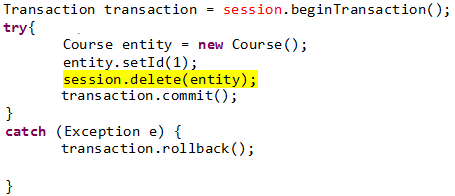 Transaction transaction = session.beginTransaction();
try{
Course entity = new Course();
entity.setId(1);
session.delete(entity);
transaction.commit();
}
catch (Exception e) {
transaction.rollback();
}